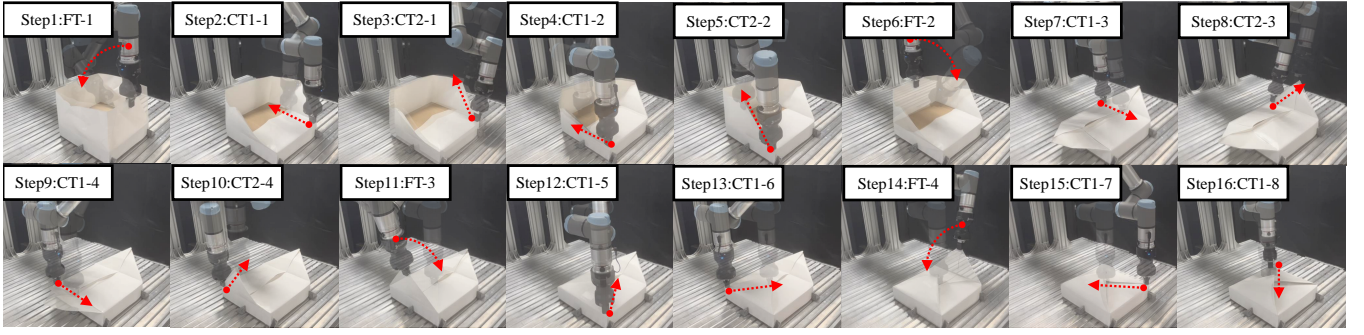 Step1:FT-1
Step2:CT1-1
Step3:CT2-1
Step4:CT1-2
Step5:CT2-2
Step6:FT-2
Step7:CT1-3
Step8:CT2-3
Step9:CT1-4
Step10:CT2-4
Step11:FT-3
Step12:CT1-5
Step13:CT1-6
Step14:FT-4
Step15:CT1-7
Step16:CT1-8